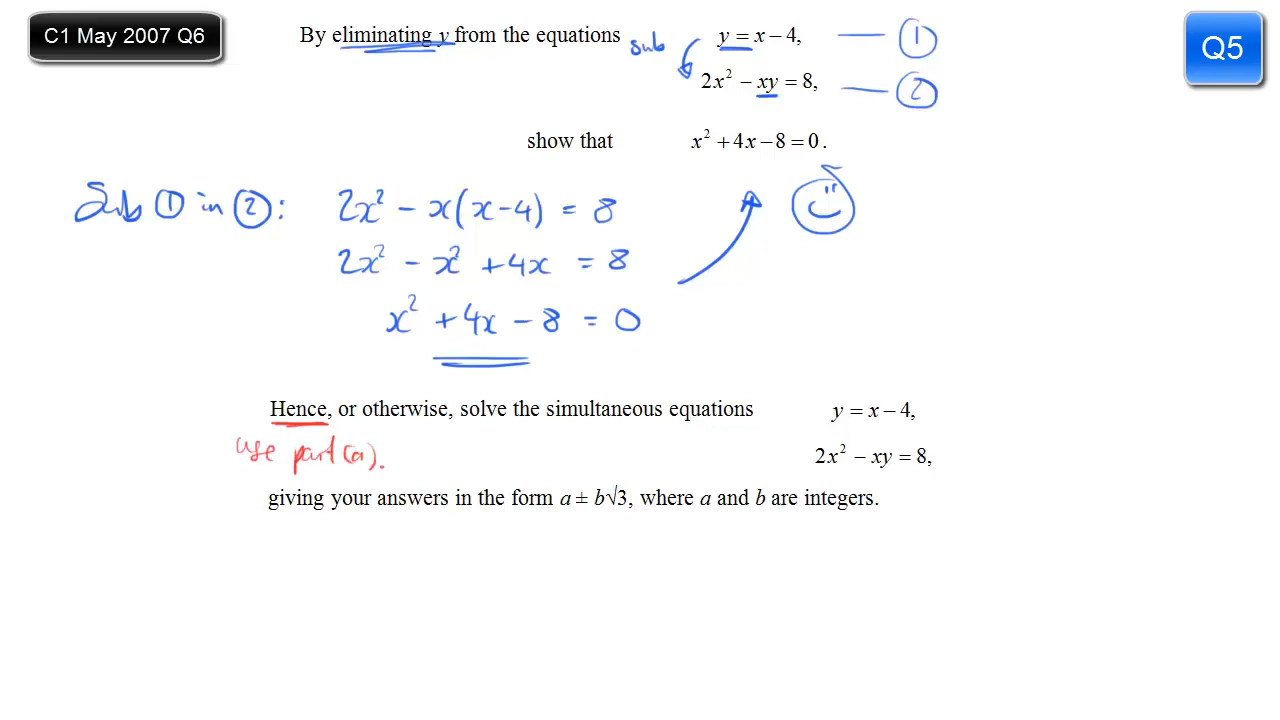 C1 May 2007 Q6
Q5
By eliminating y from the equations sub y = x − 4, ①
2x² − xy = 8, ②
show that x² + 4x − 8 = 0.
Sub ① in ②: 2x² − x(x−4) = 8
2x² − x² + 4x = 8
x² + 4x − 8 = 0
Hence, or otherwise, solve the simultaneous equations y = x − 4,
use part (a).
2x² − xy = 8,
giving your answers in the form a ± b√3, where a and b are integers.